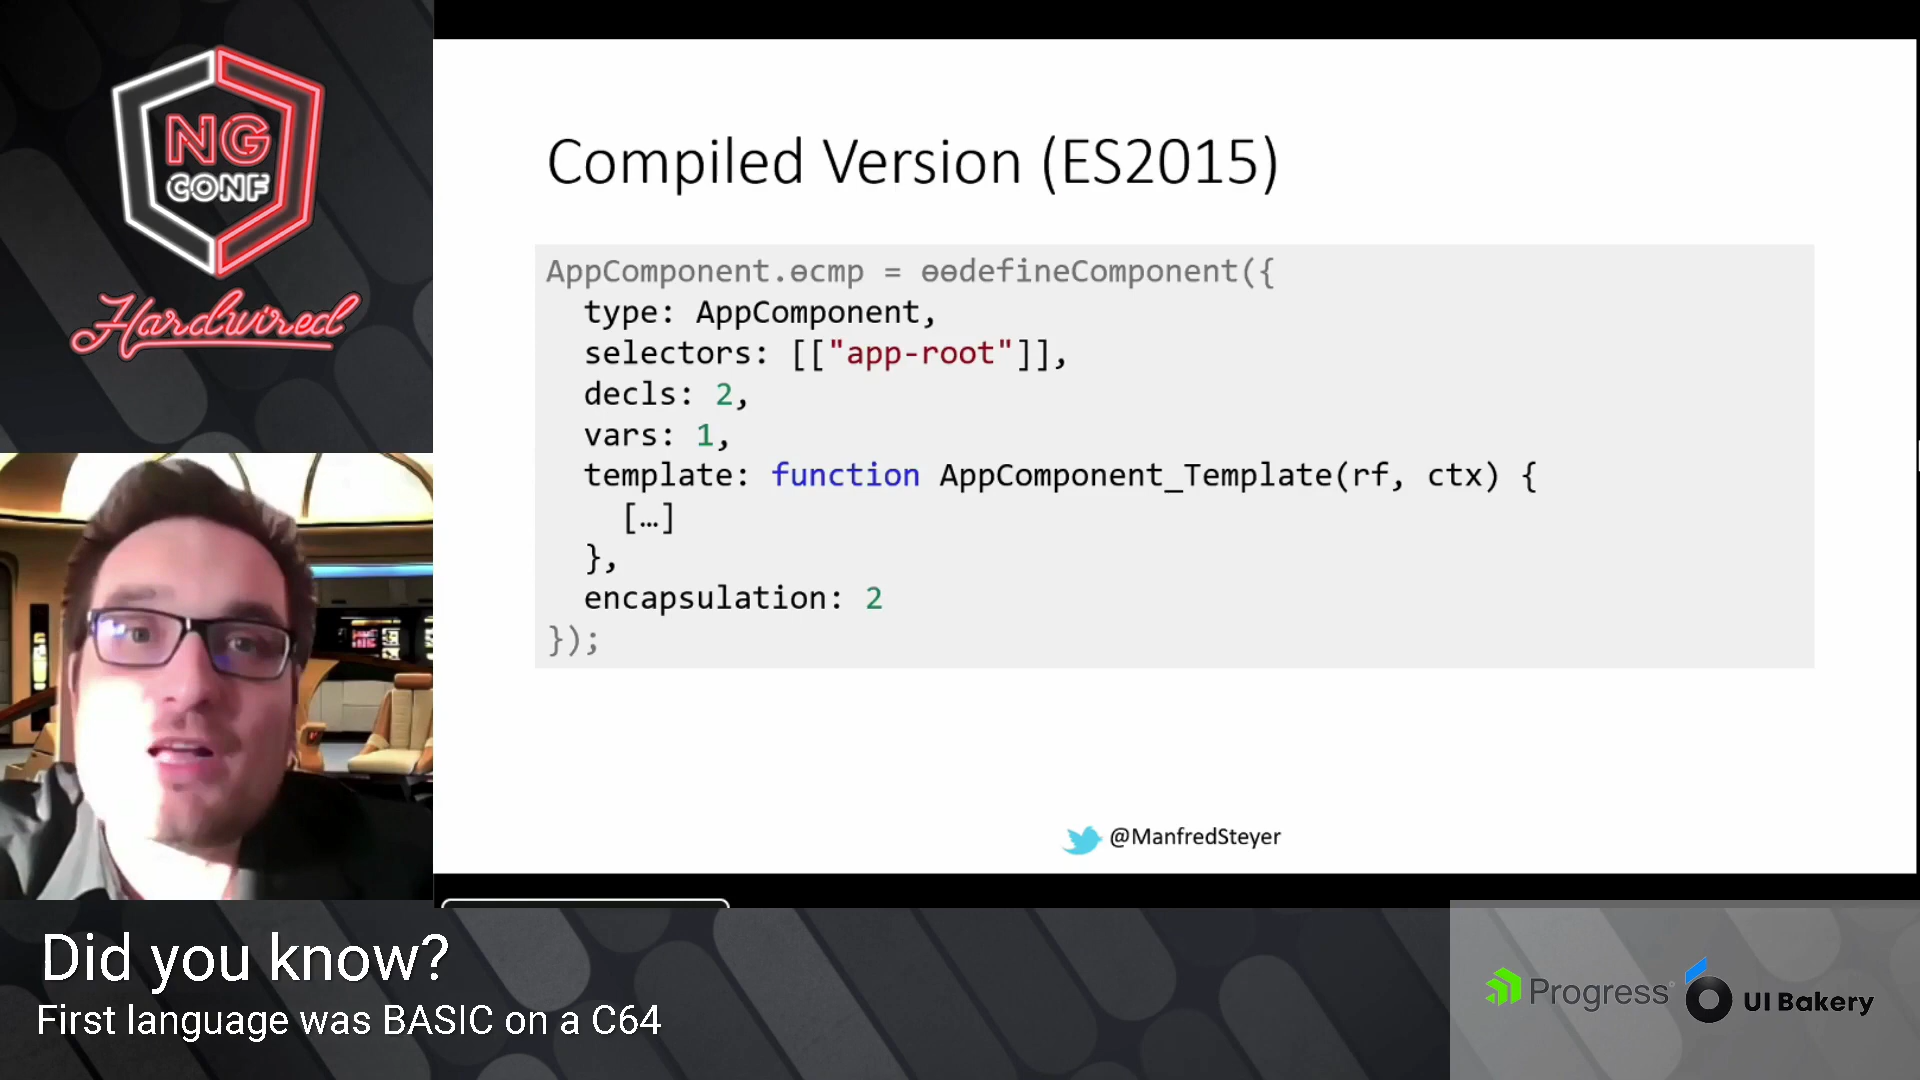 NG
CONF
Hardwired
Compiled Version (ES2015)
AppComponent.ɵcmp = ɵɵdefineComponent({
type: AppComponent,
selectors: [["app-root"]],
decls: 2,
vars: 1,
template: function AppComponent_Template(rf, ctx) {
[…]
},
encapsulation: 2
});
@ManfredSteyer
Did you know?
First language was BASIC on a C64
Progress
UI Bakery